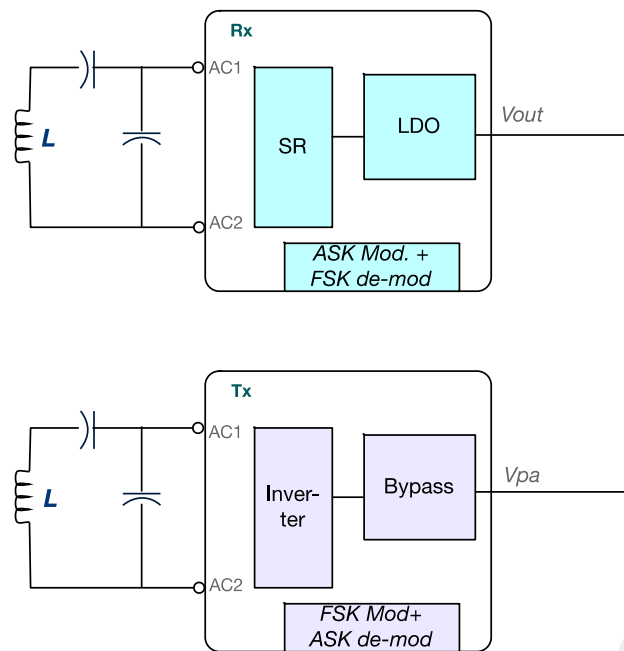 Rx
AC1
L
SR
LDO
Vout
AC2
ASK Mod. +
FSK de-mod
Tx
AC1
L
Inver-
ter
Bypass
Vpa
AC2
FSK Mod+
ASK de-mod